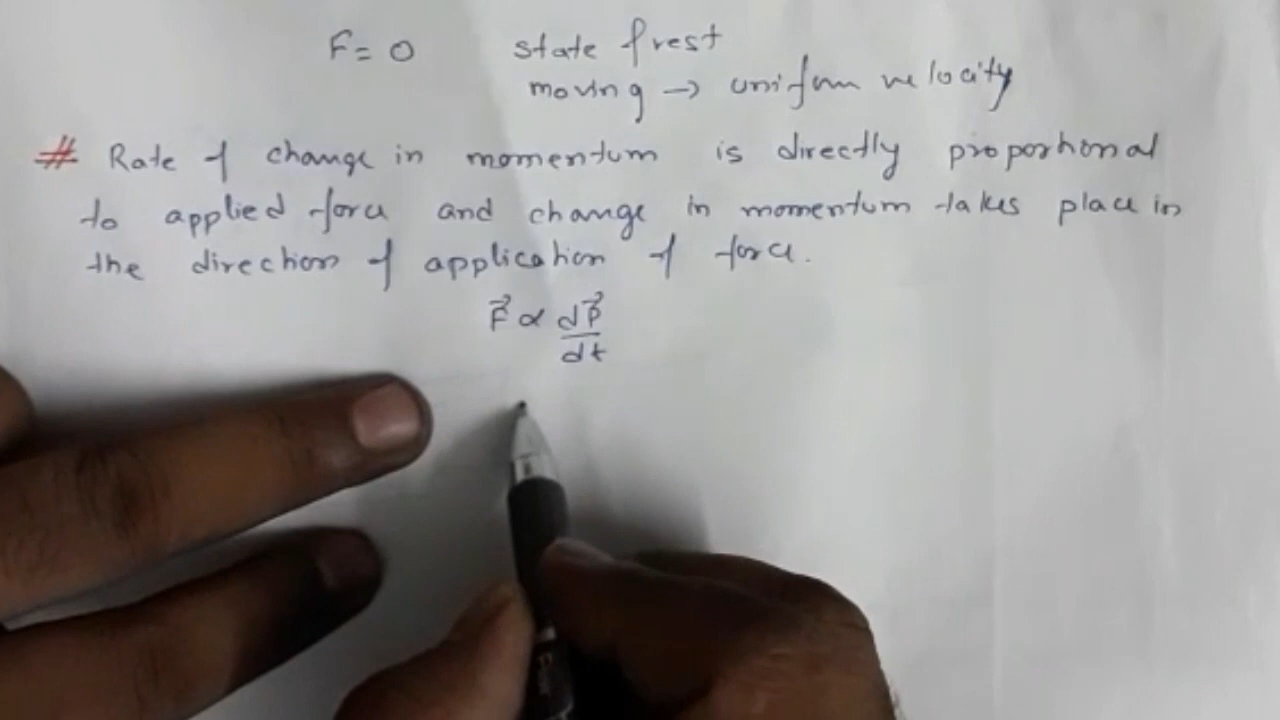 F = 0 state of rest
moving → uniform velocity
# Rate of change in momentum is directly proportional
to applied force and change in momentum takes place in
the direction of application of force.
F⃗ ∝ dP⃗
dt